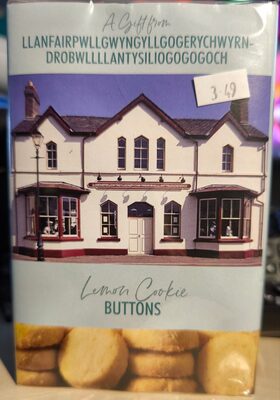 A Gift from
LLANFAIRPWLLGWYNGYLLGOGERYCHWYRN-
DROBWLLLLANTYSILIOGOGOGOCH
3.49
Lemon Cookie
BUTTONS